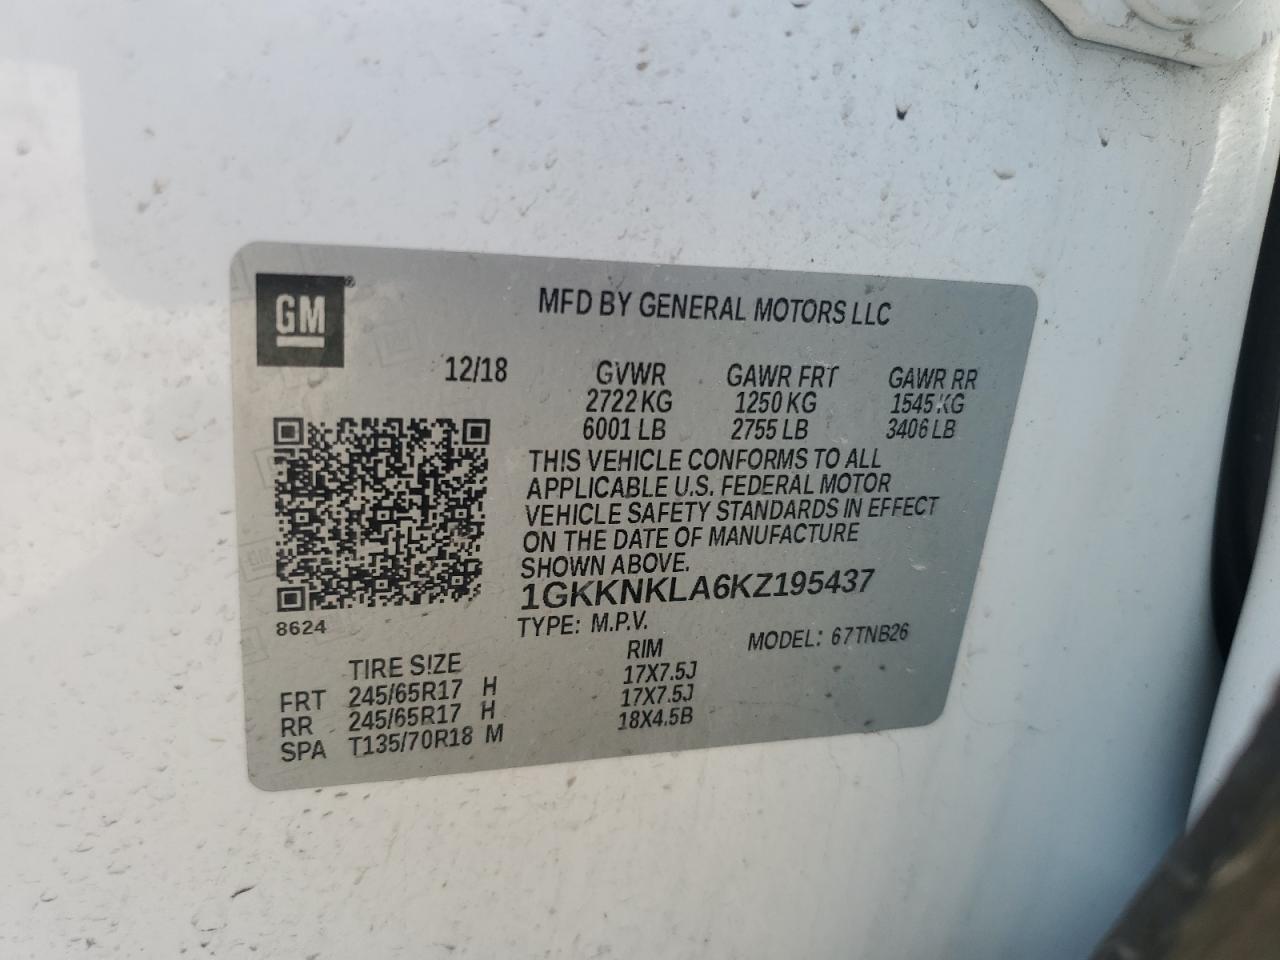 GM
MFD BY GENERAL MOTORS LLC
12/18 GVWR GAWR FRT GAWR RR
2722 KG 1250 KG 1545 KG
6001 LB 2755 LB 3406 LB
THIS VEHICLE CONFORMS TO ALL
APPLICABLE U.S. FEDERAL MOTOR
VEHICLE SAFETY STANDARDS IN EFFECT
ON THE DATE OF MANUFACTURE
SHOWN ABOVE.
1GKKNKLA6KZ195437
8624
TYPE: M.P.V. MODEL: 67TNB26
TIRE SIZE RIM
FRT 245/65R17 H 17X7.5J
RR 245/65R17 H 17X7.5J
SPA T135/70R18 M 18X4.5B